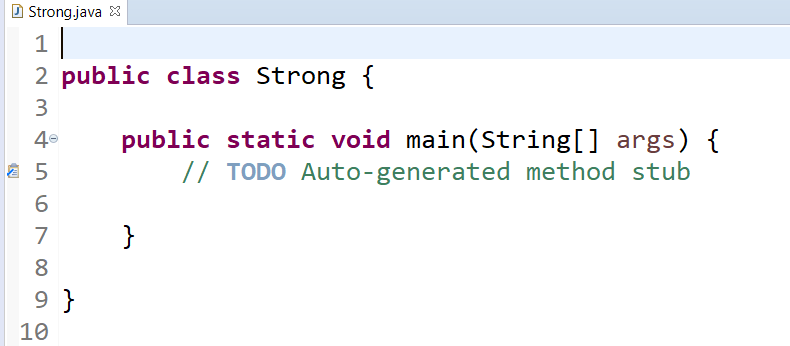 Strong.java
1
2 public class Strong {
3
4 public static void main(String[] args) {
5 // TODO Auto-generated method stub
6
7 }
8
9 }
10